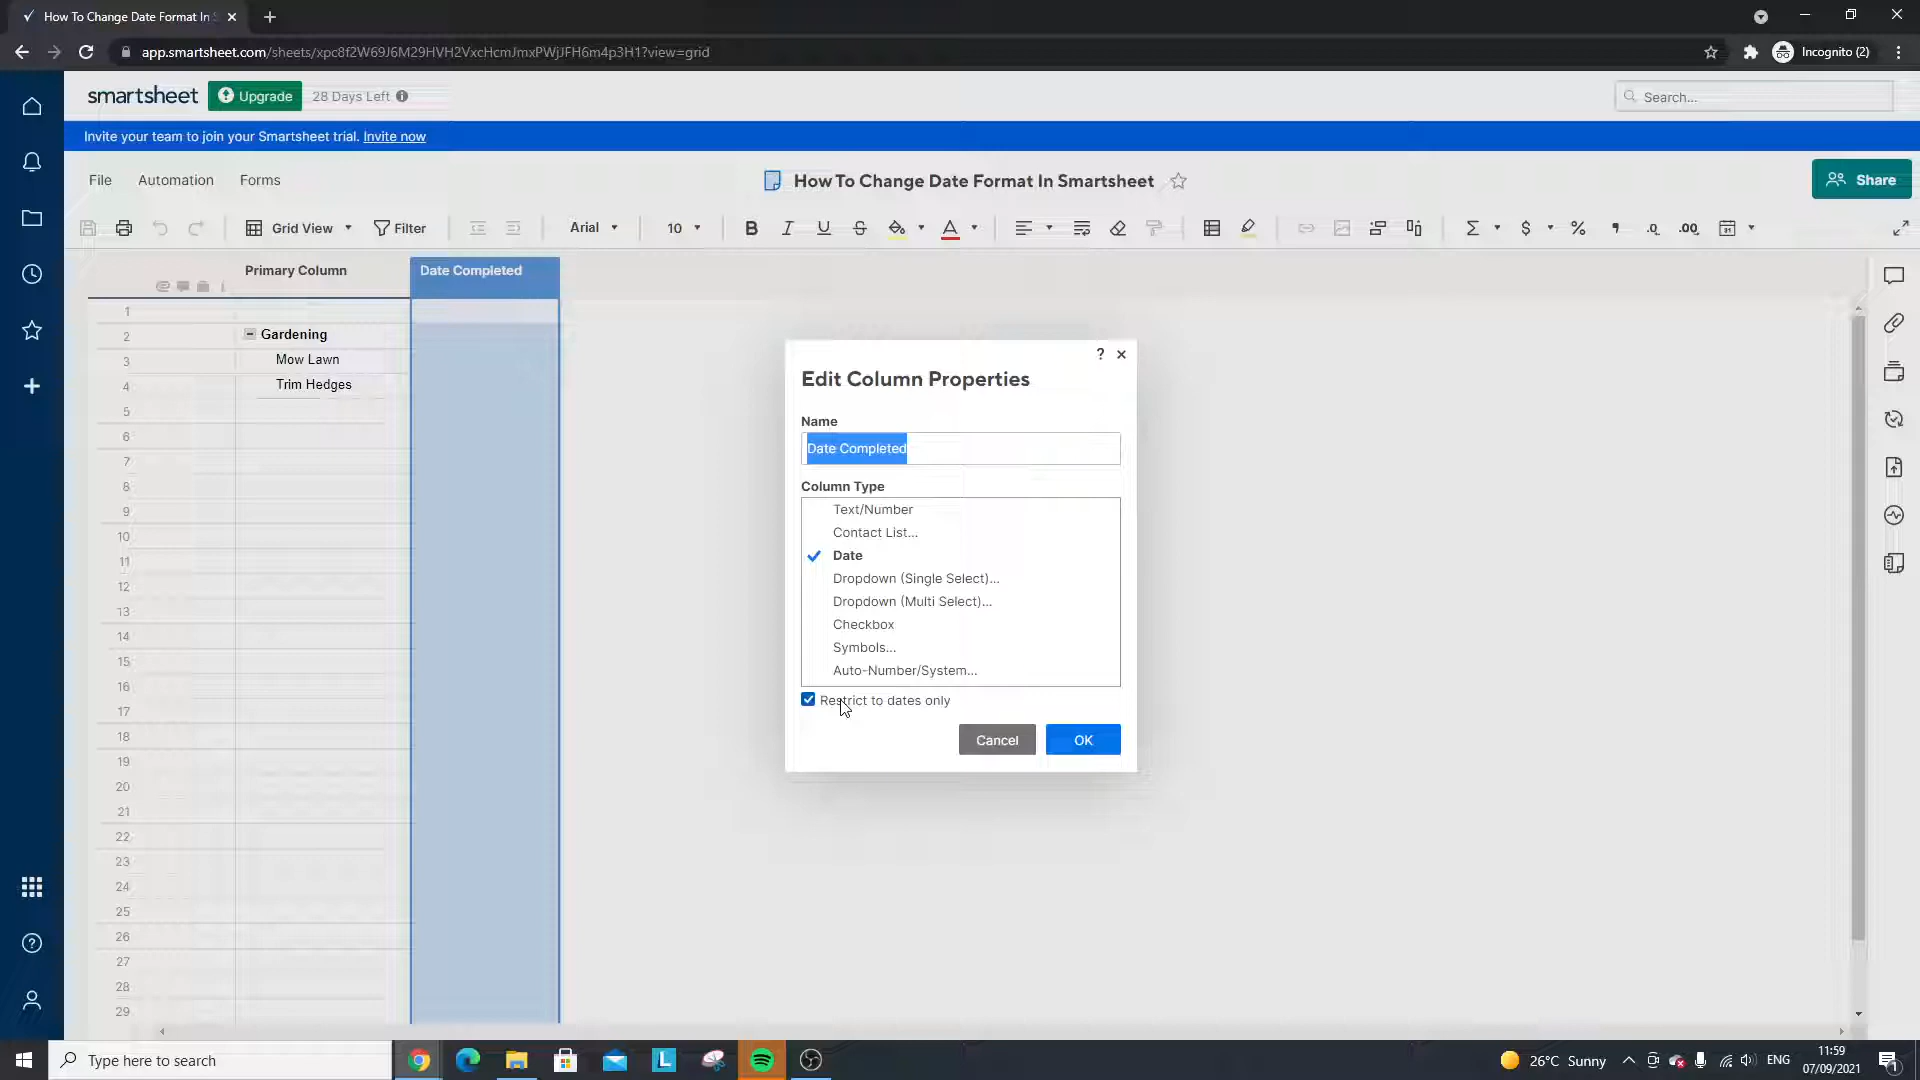 How To Change Date Format In
app.smartsheet.com/sheets/xpc8f2W69J6M29HVH2VxcHcmJmxPWjJFH6m4p3H1?view=grid
Incognito (2)
smartsheet
Upgrade
28 Days Left
Search...
Invite your team to join your Smartsheet trial. Invite now
File
Automation
Forms
How To Change Date Format In Smartsheet
Share
Grid View
Filter
Arial
10
Primary Column
Date Completed
1
2
Gardening
3
Mow Lawn
4
Trim Hedges
5
6
7
8
9
10
11
12
13
14
15
16
17
18
19
20
21
22
23
24
25
26
27
28
29
Edit Column Properties
Name
Date Completed
Column Type
Text/Number
Contact List...
Date
Dropdown (Single Select)...
Dropdown (Multi Select)...
Checkbox
Symbols...
Auto-Number/System...
Restrict to dates only
Cancel
OK
Type here to search
26°C Sunny
ENG
11:59
07/09/2021